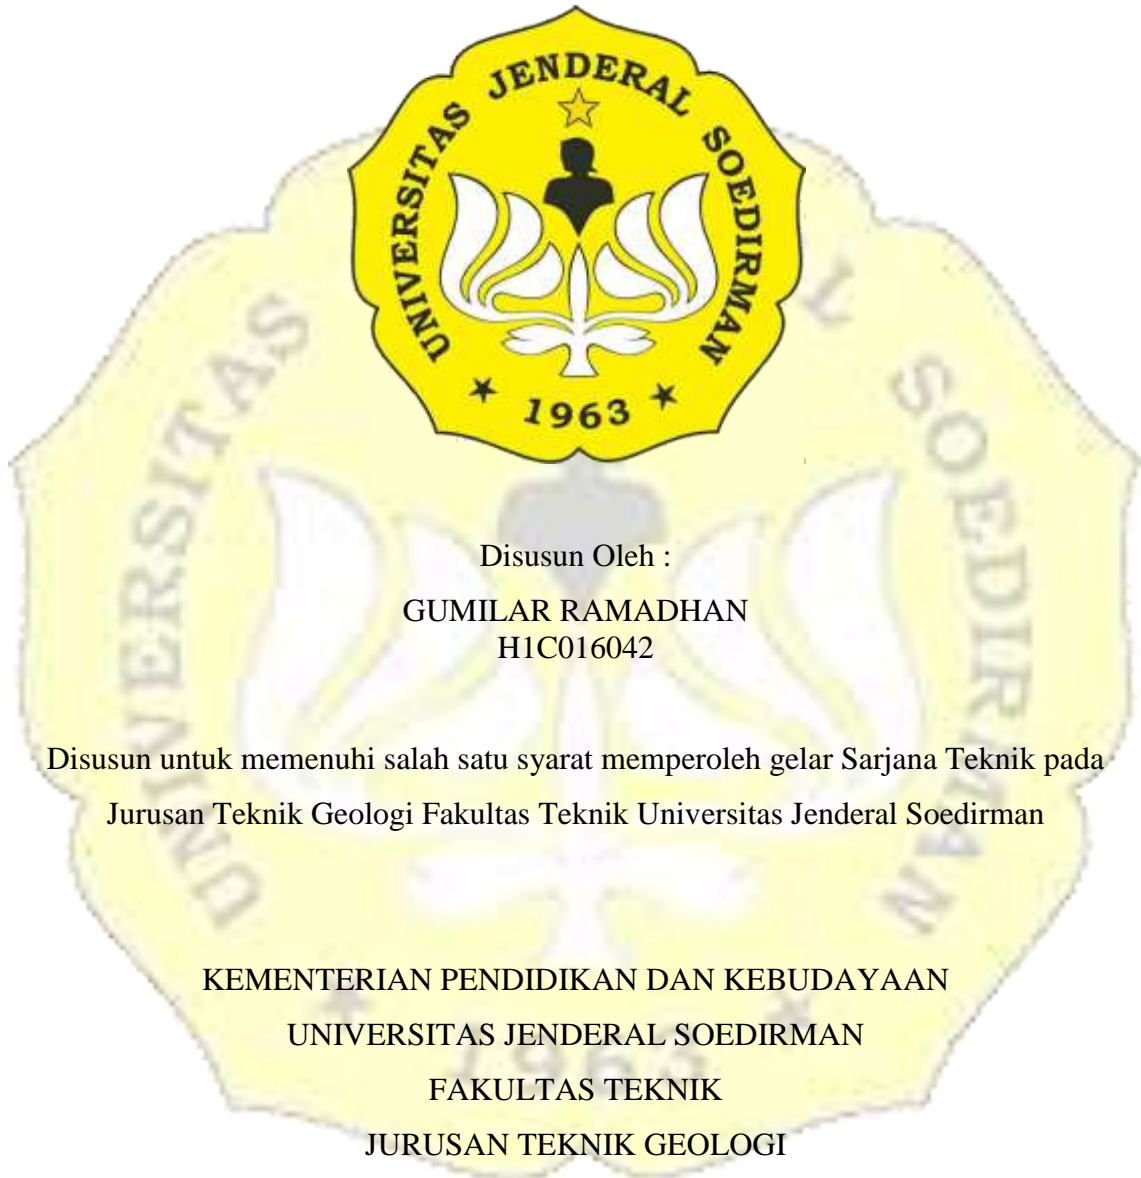 UNIVERSITAS JENDERAL SOEDIRMAN
1963
Disusun Oleh :
GUMILAR RAMADHAN
H1C016042
Disusun untuk memenuhi salah satu syarat memperoleh gelar Sarjana Teknik pada
Jurusan Teknik Geologi Fakultas Teknik Universitas Jenderal Soedirman
KEMENTERIAN PENDIDIKAN DAN KEBUDAYAAN
UNIVERSITAS JENDERAL SOEDIRMAN
FAKULTAS TEKNIK
JURUSAN TEKNIK GEOLOGI